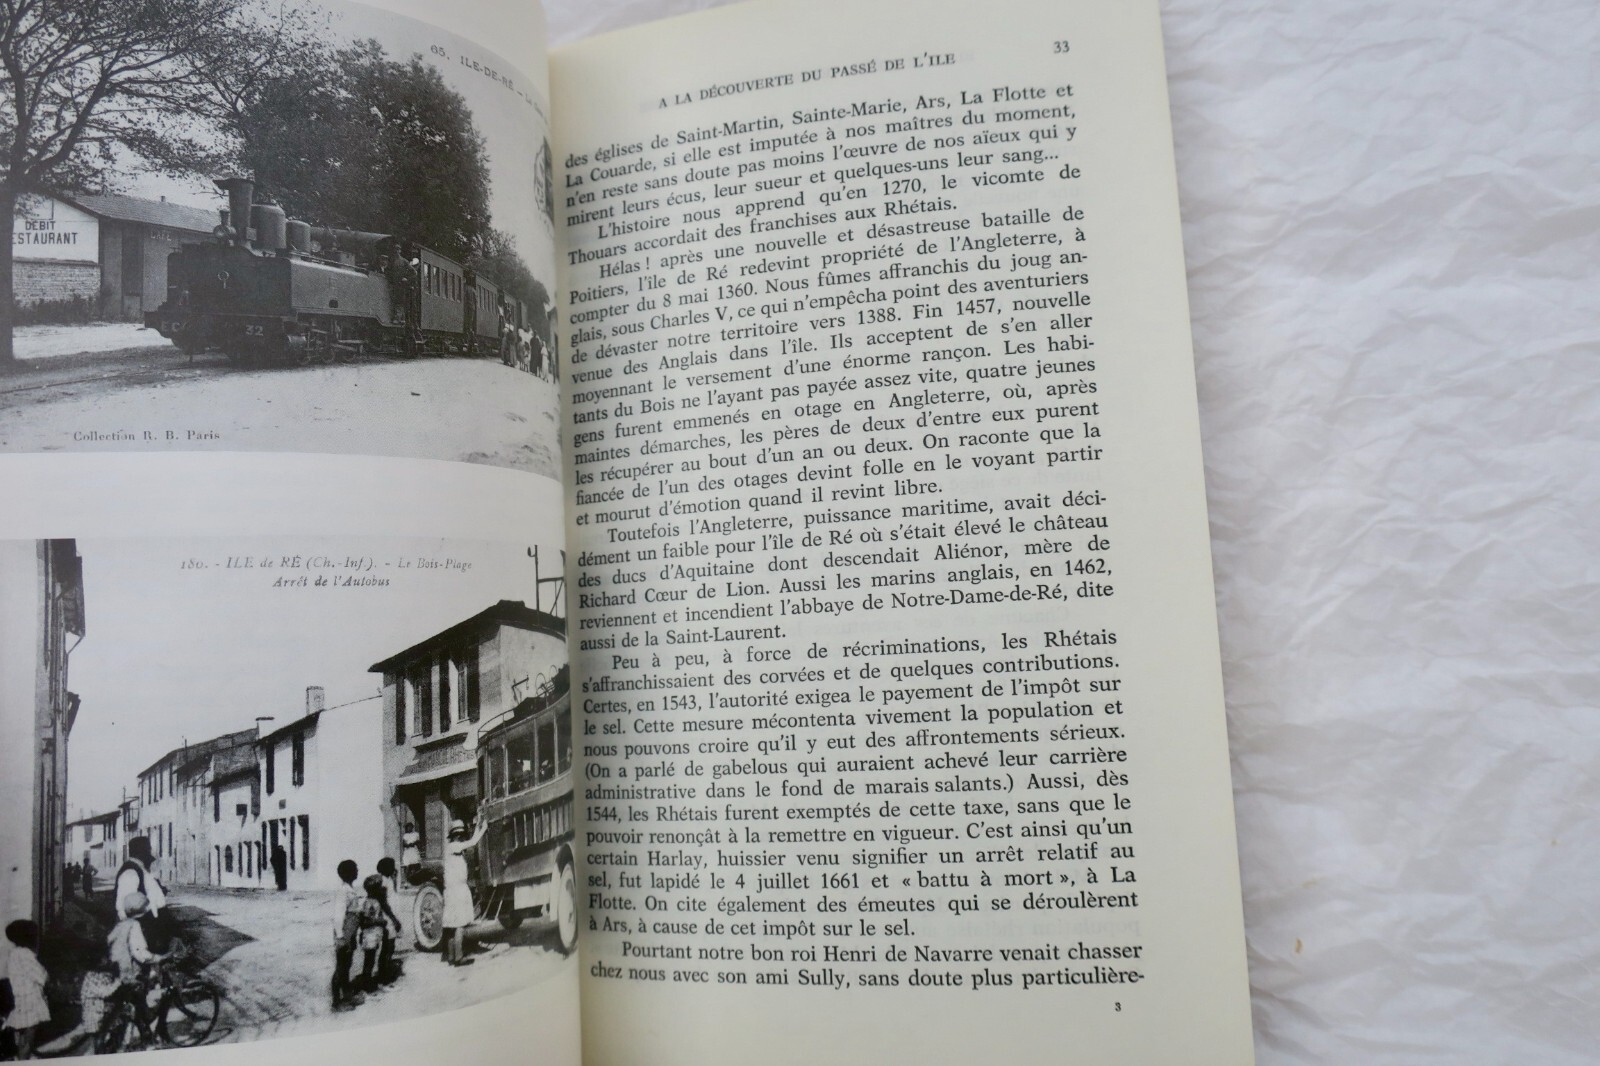 65. ILE-DE-RÉ
DÉBIT
ESTAURANT
CAFÉ
32
Collection R. B. Paris
180. - ILE de RÉ (Ch.-Inf.). - Le Bois-Plage
Arrêt de l'Autobus
A LA DÉCOUVERTE DU PASSÉ DE L'ILE
33
des églises de Saint-Martin, Sainte-Marie, Ars, La Flotte et
La Couarde, si elle est imputée à nos maîtres du moment,
n'en reste sans doute pas moins l'œuvre de nos aïeux qui y
mirent leurs écus, leur sueur et quelques-uns leur sang...
L'histoire nous apprend qu'en 1270, le vicomte de
Thouars accordait des franchises aux Rhétais.
Hélas ! après une nouvelle et désastreuse bataille de
Poitiers, l'île de Ré redevint propriété de l'Angleterre, à
compter du 8 mai 1360. Nous fûmes affranchis du joug an-
glais, sous Charles V, ce qui n'empêcha point des aventuriers
de dévaster notre territoire vers 1388. Fin 1457, nouvelle
venue des Anglais dans l'île. Ils acceptent de s'en aller
moyennant le versement d'une énorme rançon. Les habi-
tants du Bois ne l'ayant pas payée assez vite, quatre jeunes
gens furent emmenés en otage en Angleterre, où, après
maintes démarches, les pères de deux d'entre eux purent
les récupérer au bout d'un an ou deux. On raconte que la
fiancée de l'un des otages devint folle en le voyant partir
et mourut d'émotion quand il revint libre.
Toutefois l'Angleterre, puissance maritime, avait déci-
dément un faible pour l'île de Ré où s'était élevé le château
des ducs d'Aquitaine dont descendait Aliénor, mère de
Richard Cœur de Lion. Aussi les marins anglais, en 1462,
reviennent et incendient l'abbaye de Notre-Dame-de-Ré, dite
aussi de la Saint-Laurent.
Peu à peu, à force de récriminations, les Rhétais
s'affranchissaient des corvées et de quelques contributions.
Certes, en 1543, l'autorité exigea le payement de l'impôt sur
le sel. Cette mesure mécontenta vivement la population et
nous pouvons croire qu'il y eut des affrontements sérieux.
(On a parlé de gabelous qui auraient achevé leur carrière
administrative dans le fond de marais salants.) Aussi, dès
1544, les Rhétais furent exemptés de cette taxe, sans que le
pouvoir renonçât à la remettre en vigueur. C'est ainsi qu'un
certain Harlay, huissier venu signifier un arrêt relatif au
sel, fut lapidé le 4 juillet 1661 et « battu à mort », à La
Flotte. On cite également des émeutes qui se déroulèrent
à Ars, à cause de cet impôt sur le sel.
Pourtant notre bon roi Henri de Navarre venait chasser
chez nous avec son ami Sully, sans doute plus particulière-
3